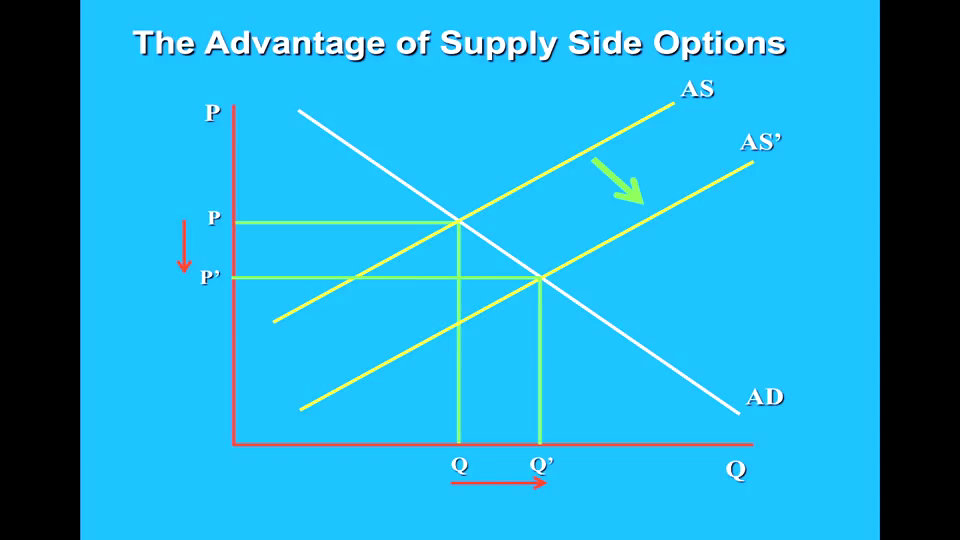 The Advantage of Supply Side Options
AS
P
AS’
P
P’
AD
Q
Q’
Q